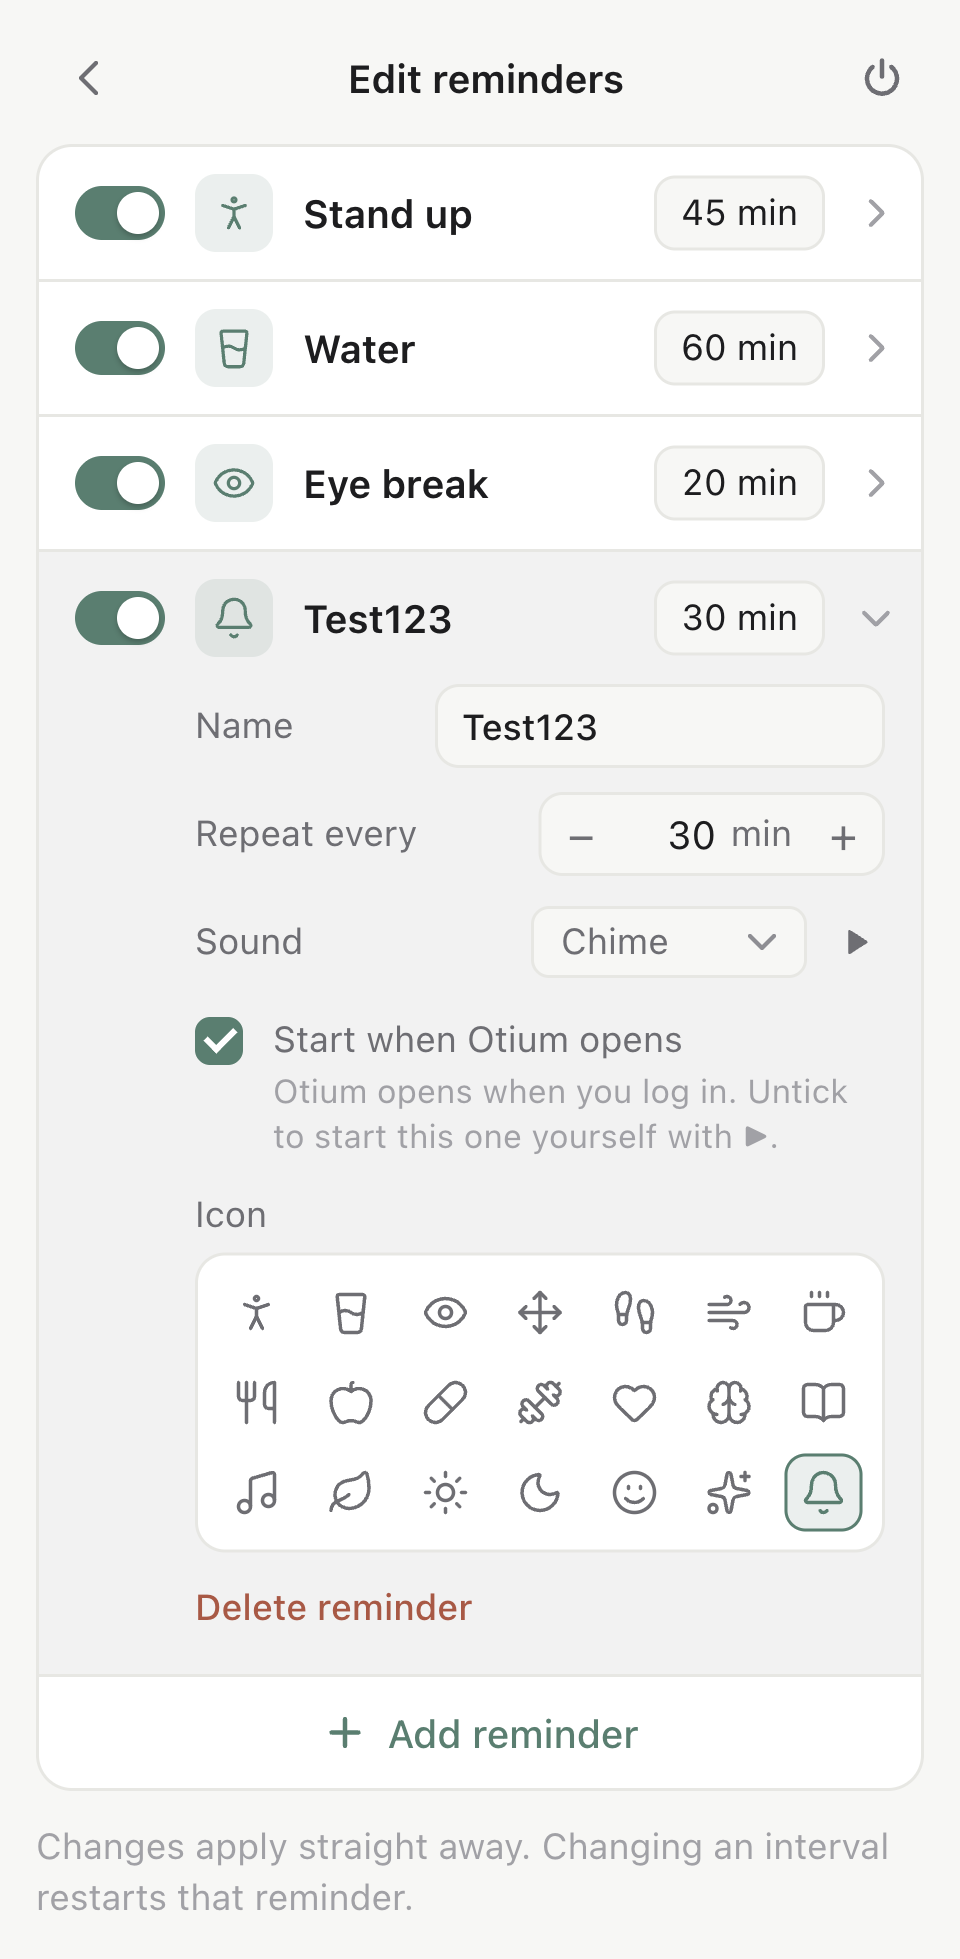 Edit reminders
Stand up 45 min
Water 60 min
Eye break 20 min
Test123 30 min
Name Test123
Repeat every − 30 min +
Sound Chime
Start when Otium opens
Otium opens when you log in. Untick
to start this one yourself with ▶.
Icon
Delete reminder
+ Add reminder
Changes apply straight away. Changing an interval
restarts that reminder.